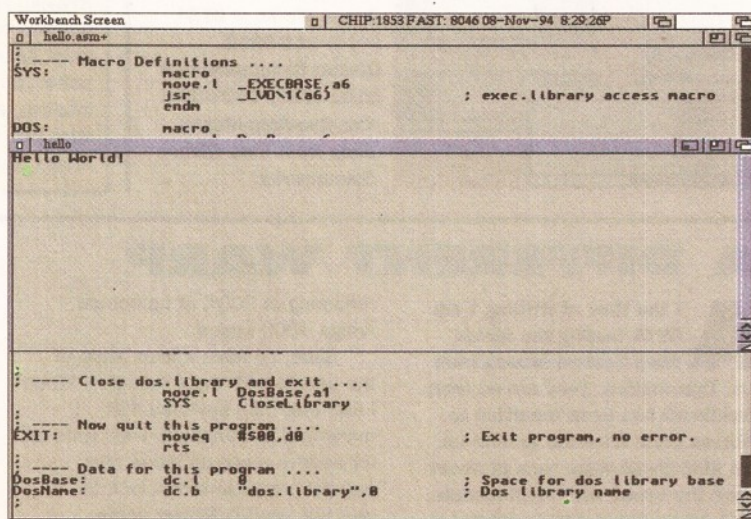 Workbench Screen
CHIP:1853 FAST: 8046 08-Nov-94 8:29:26P
hello.asm+
;
; ---- Macro Definitions ....
SYS: macro
move.l _EXECBASE,a6
jsr _LVO\1(a6) ; exec.library access macro
endm
DOS: macro
hello
Hello World!
;
; ---- Close dos.library and exit ....
move.l DosBase,a1
SYS CloseLibrary
;
; ---- Now quit this program ....
EXIT: moveq #$00,d0 ; Exit program, no error.
rts
;
; ---- Data for this program ....
DosBase: dc.l 0 ; Space for dos library base
DosName: dc.b "dos.library",0 ; Dos library name
;